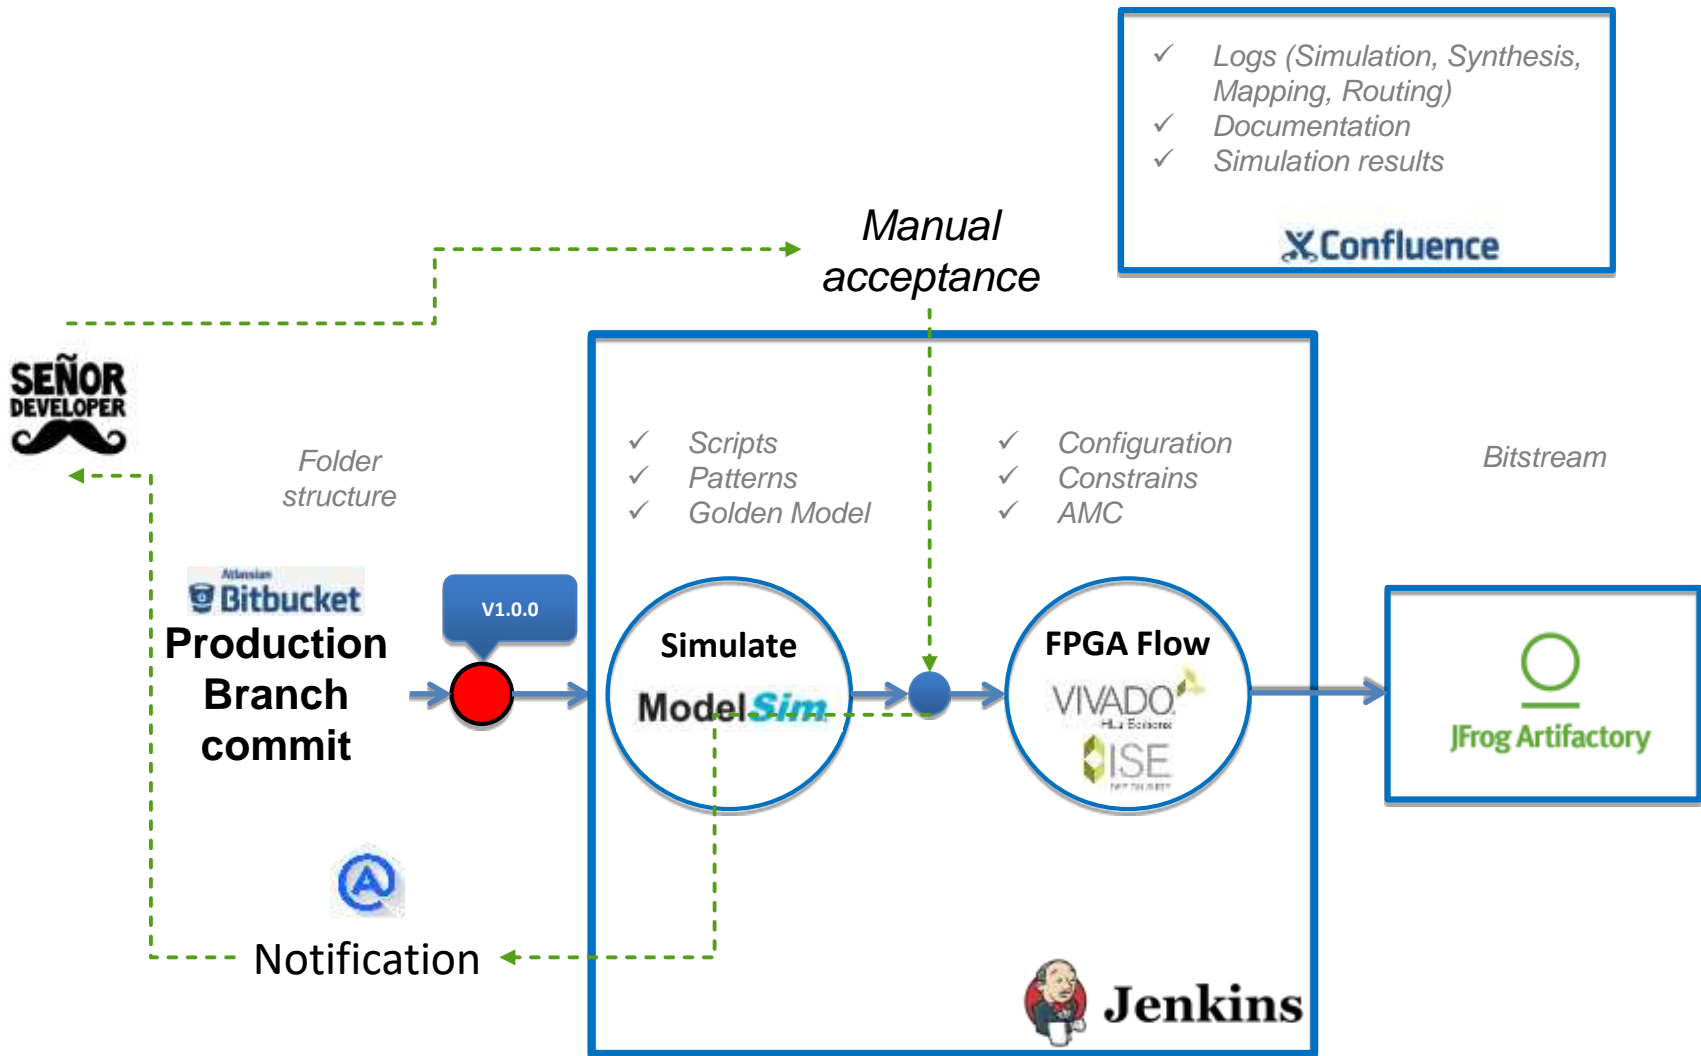 Logs (Simulation, Synthesis,
Mapping, Routing)
Documentation
Simulation results
Confluence
Manual
acceptance
SEÑOR
DEVELOPER
Folder
structure
Scripts
Patterns
Golden Model
Configuration
Constrains
AMC
Bitstream
Atlassian
Bitbucket
Production
Branch
commit
V1.0.0
Simulate
ModelSim
FPGA Flow
VIVADO
HLx Editions
ISE
JFrog Artifactory
Notification
Jenkins